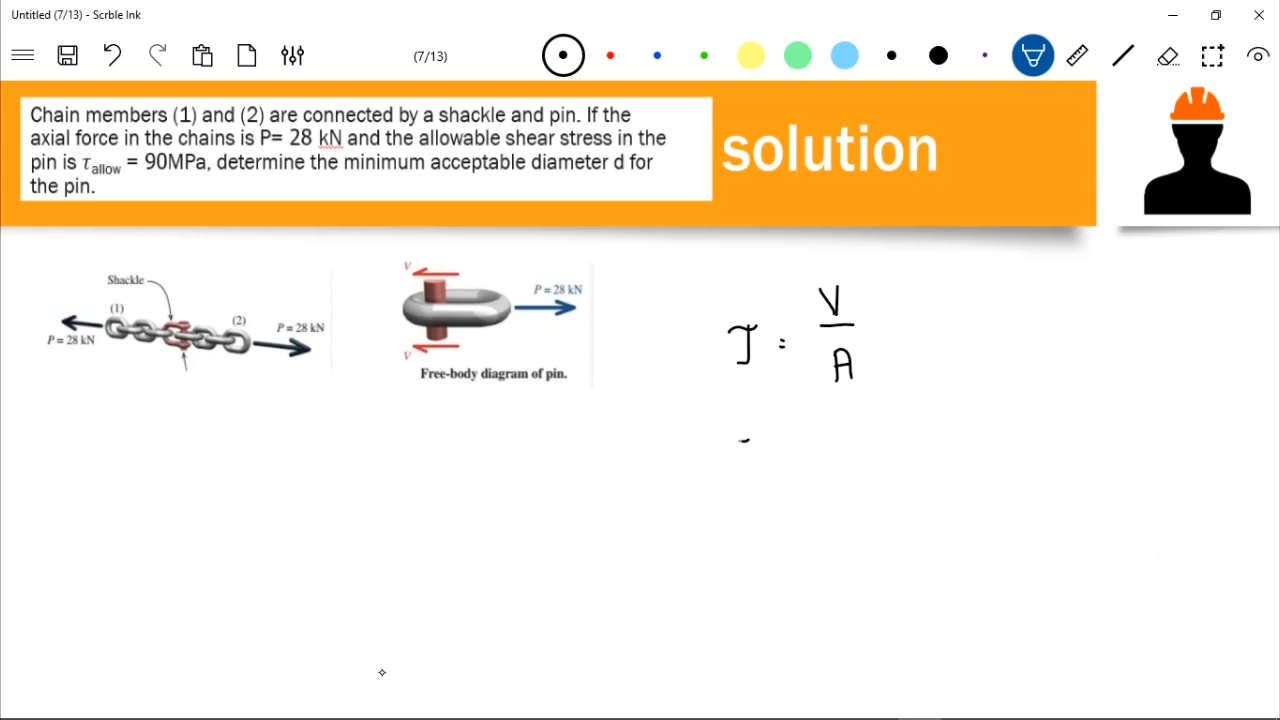 Untitled (7/13) - Scrble Ink
(7/13)
Chain members (1) and (2) are connected by a shackle and pin. If the
axial force in the chains is P= 28 kN and the allowable shear stress in the
pin is τallow = 90MPa, determine the minimum acceptable diameter d for
the pin.
solution
Shackle
(1)
(2)
P = 28 kN
P = 28 kN
V
P = 28 kN
V
Free-body diagram of pin.
τ = V
A